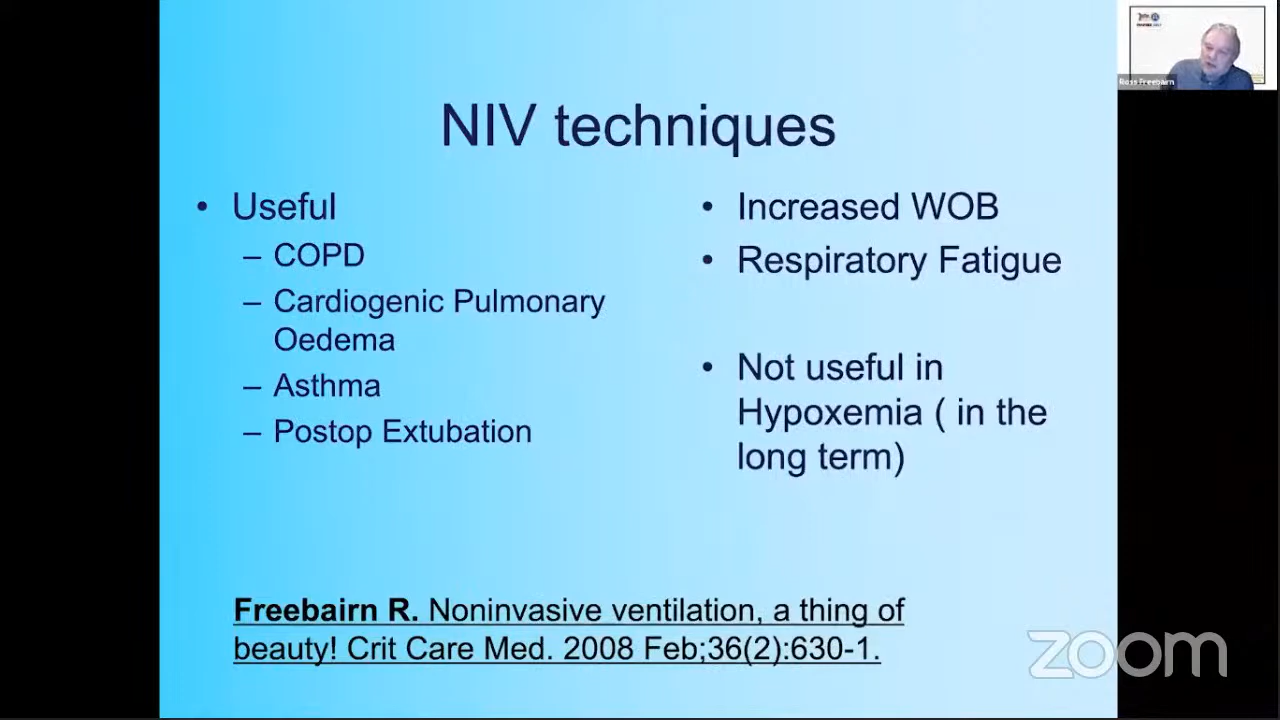 NIV techniques
• Useful
– COPD
– Cardiogenic Pulmonary
Oedema
– Asthma
– Postop Extubation
• Increased WOB
• Respiratory Fatigue
• Not useful in
Hypoxemia ( in the
long term)
Freebairn R. Noninvasive ventilation, a thing of
beauty! Crit Care Med. 2008 Feb;36(2):630-1.
Ross Freebairn
zoom